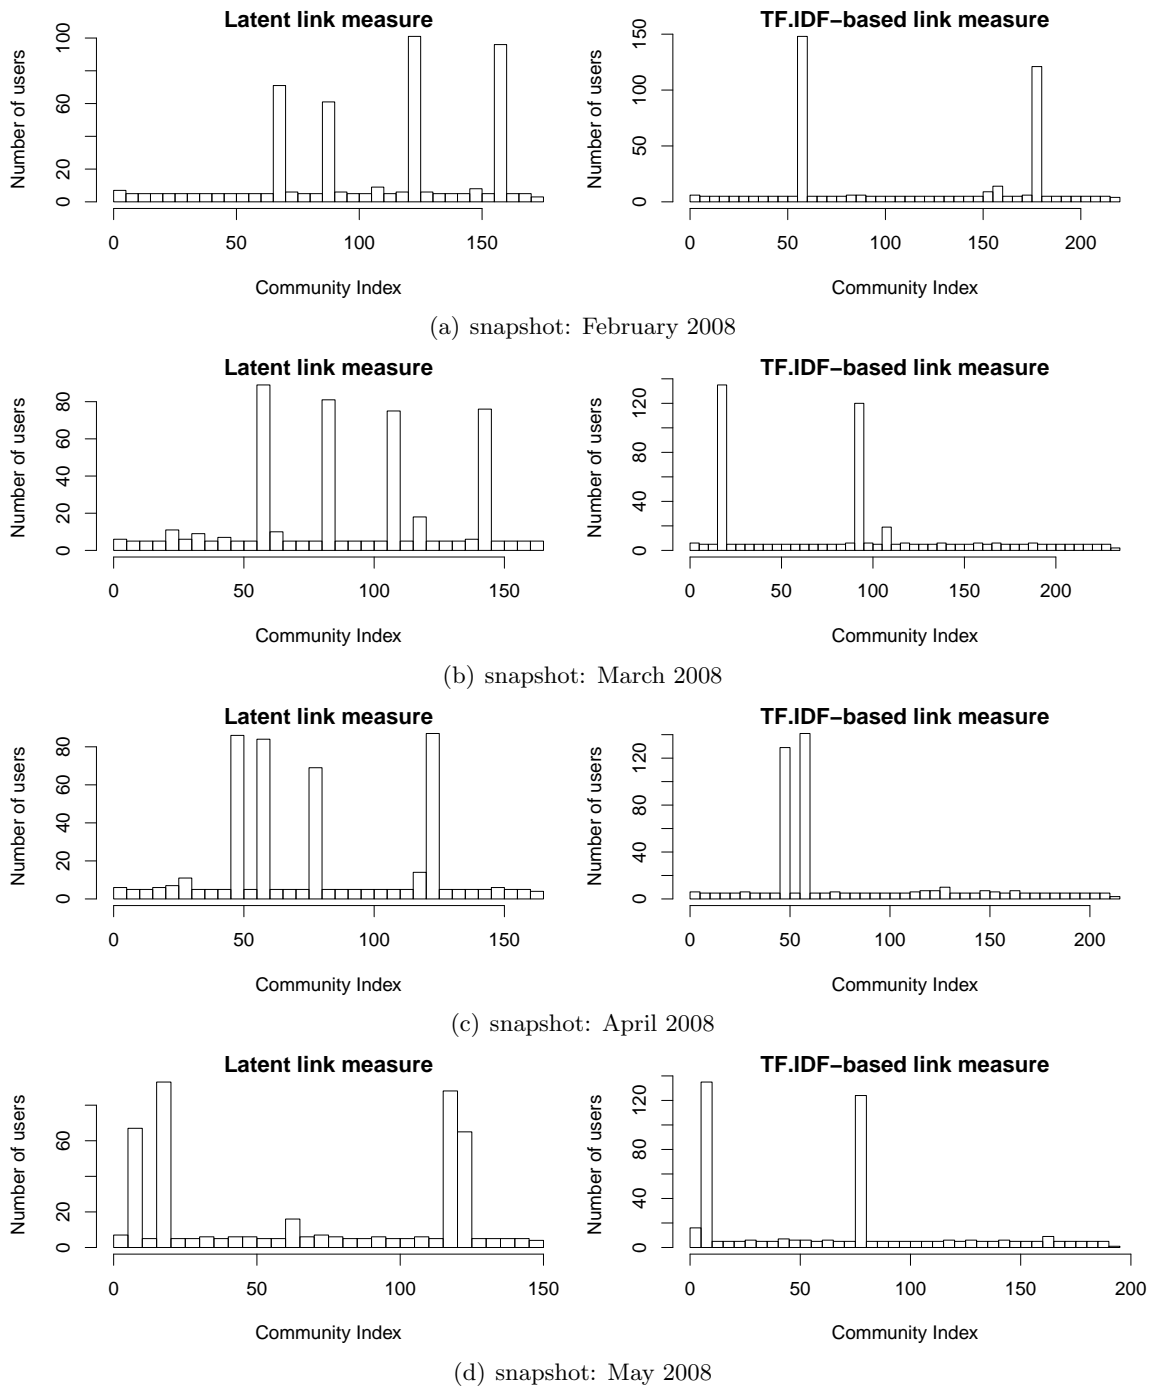 Latent link measure
TF.IDF−based link measure
Number of users
0 20 60 100
0 50 100 150
Community Index
Number of users
0 50 100 150
0 50 100 150 200
Community Index
(a) snapshot: February 2008
Latent link measure
TF.IDF−based link measure
Number of users
0 20 40 60 80
0 50 100 150
Community Index
Number of users
0 40 80 120
0 50 100 150 200
Community Index
(b) snapshot: March 2008
Latent link measure
TF.IDF−based link measure
Number of users
0 20 40 60 80
0 50 100 150
Community Index
Number of users
0 40 80 120
0 50 100 150 200
Community Index
(c) snapshot: April 2008
Latent link measure
TF.IDF−based link measure
Number of users
0 20 60
0 50 100 150
Community Index
Number of users
0 40 80 120
0 50 100 150 200
Community Index
(d) snapshot: May 2008